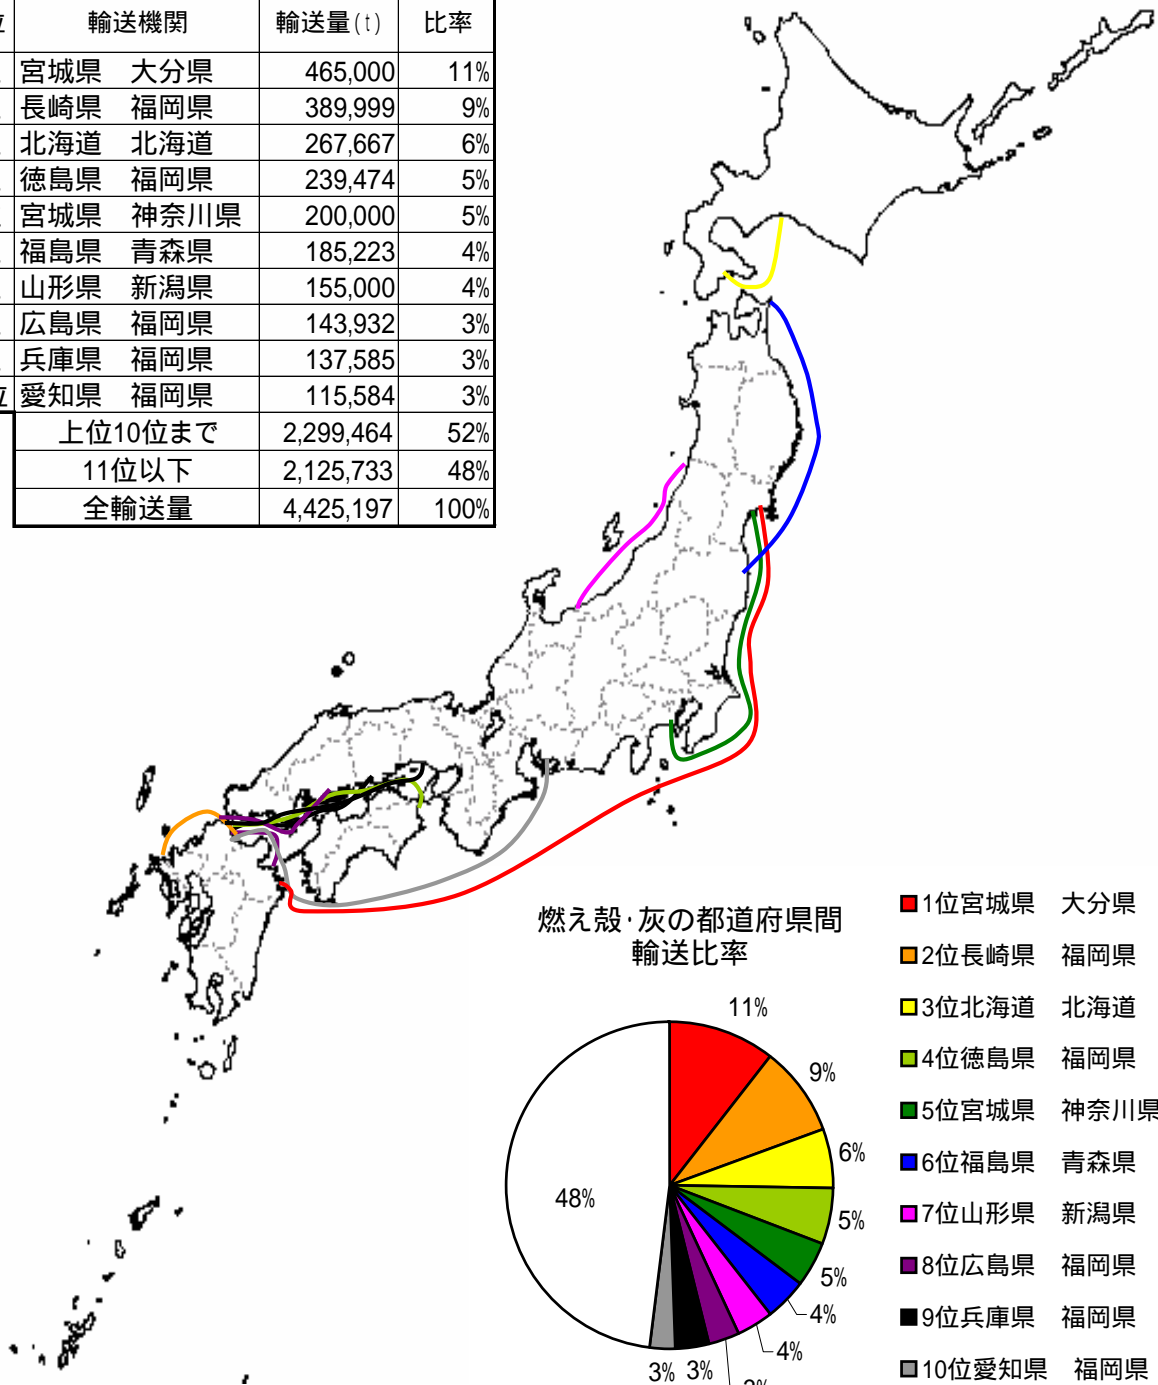 位 輸送機関 輸送量(t) 比率
宮城県 大分県 465,000 11%
長崎県 福岡県 389,999 9%
北海道 北海道 267,667 6%
徳島県 福岡県 239,474 5%
宮城県 神奈川県 200,000 5%
福島県 青森県 185,223 4%
山形県 新潟県 155,000 4%
広島県 福岡県 143,932 3%
兵庫県 福岡県 137,585 3%
位 愛知県 福岡県 115,584 3%
上位10位まで 2,299,464 52%
11位以下 2,125,733 48%
全輸送量 4,425,197 100%
燃え殻･灰の都道府県間
輸送比率
11%
9%
6%
5%
5%
4%
4%
3%
3%
48%
1位宮城県 大分県
2位長崎県 福岡県
3位北海道 北海道
4位徳島県 福岡県
5位宮城県 神奈川県
6位福島県 青森県
7位山形県 新潟県
8位広島県 福岡県
9位兵庫県 福岡県
10位愛知県 福岡県